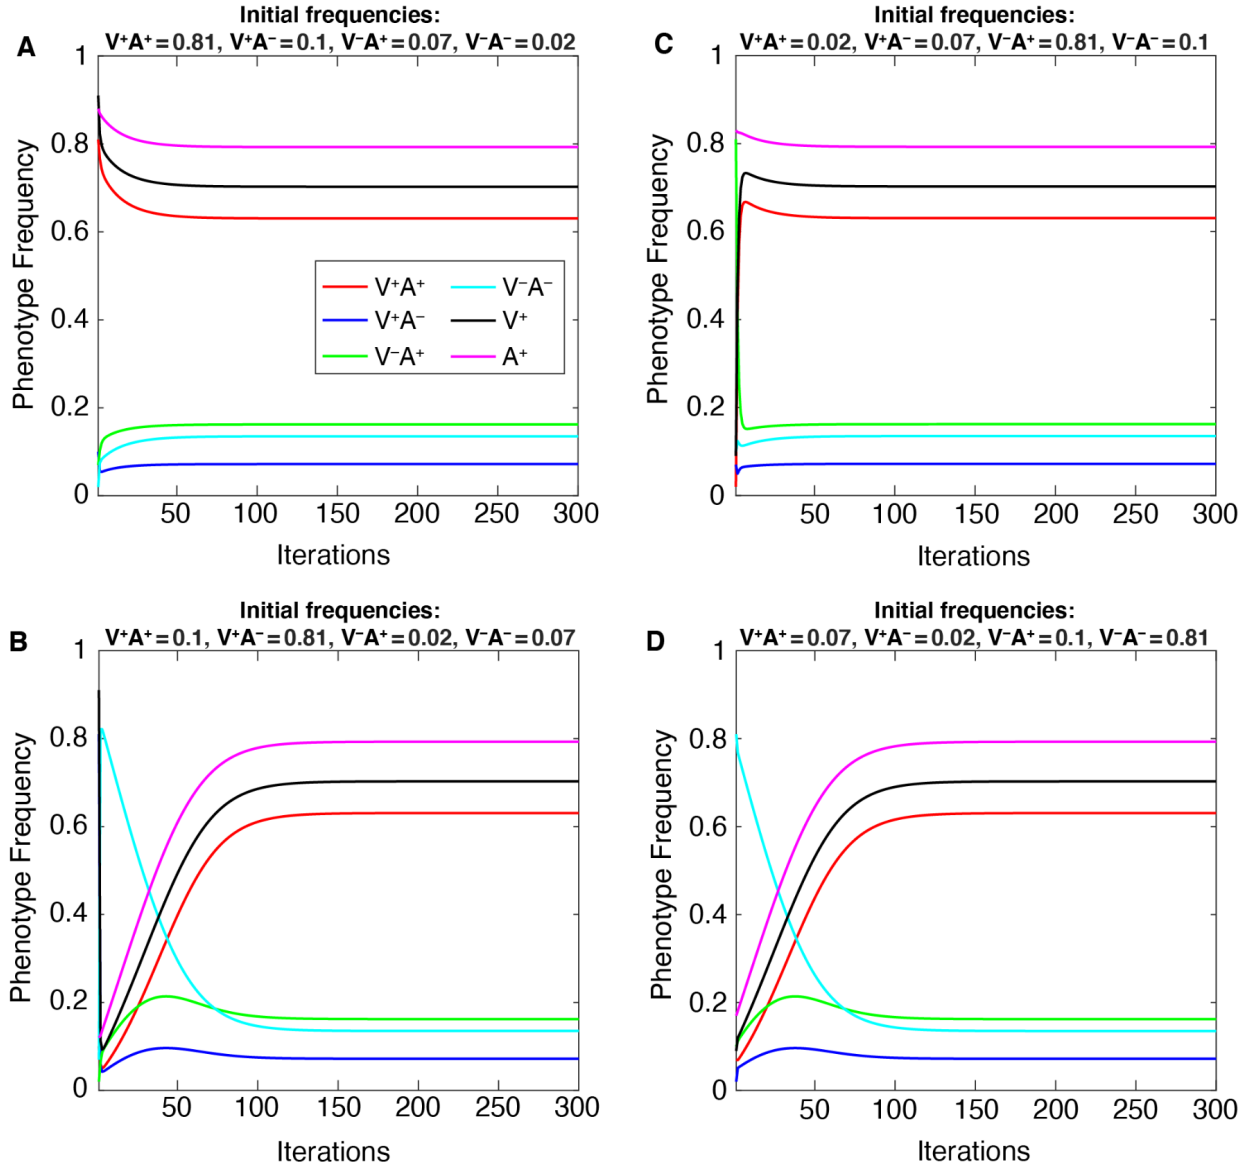 Initial frequencies:
A V⁺A⁺ = 0.81, V⁺A⁻ = 0.1, V⁻A⁺ = 0.07, V⁻A⁻ = 0.02
1
0.8
0.6
0.4
0.2
0
Phenotype Frequency
V⁺A⁺ V⁻A⁻
V⁺A⁻ V⁺
V⁻A⁺ A⁺
50 100 150 200 250 300
Iterations
Initial frequencies:
C V⁺A⁺ = 0.02, V⁺A⁻ = 0.07, V⁻A⁺ = 0.81, V⁻A⁻ = 0.1
1
0.8
0.6
0.4
0.2
0
Phenotype Frequency
50 100 150 200 250 300
Iterations
Initial frequencies:
B V⁺A⁺ = 0.1, V⁺A⁻ = 0.81, V⁻A⁺ = 0.02, V⁻A⁻ = 0.07
1
0.8
0.6
0.4
0.2
0
Phenotype Frequency
50 100 150 200 250 300
Iterations
Initial frequencies:
D V⁺A⁺ = 0.07, V⁺A⁻ = 0.02, V⁻A⁺ = 0.1, V⁻A⁻ = 0.81
1
0.8
0.6
0.4
0.2
0
Phenotype Frequency
50 100 150 200 250 300
Iterations